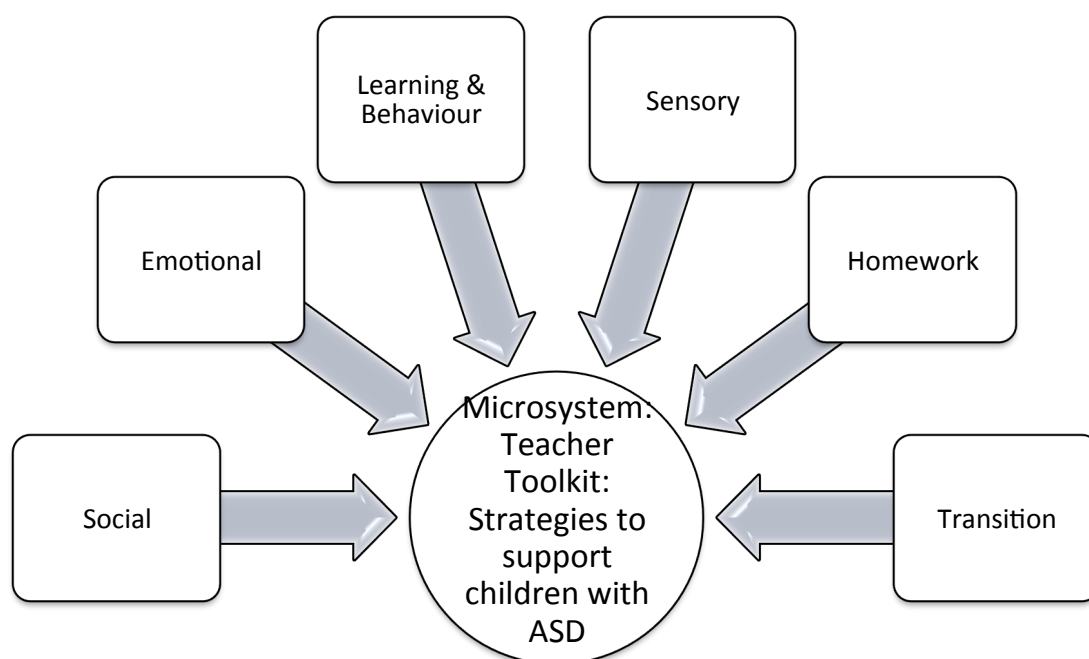 Learning &
Behaviour
Sensory
Emotional
Homework
Social
Microsystem:
Teacher
Toolkit:
Strategies to
support
children with
ASD
Transition